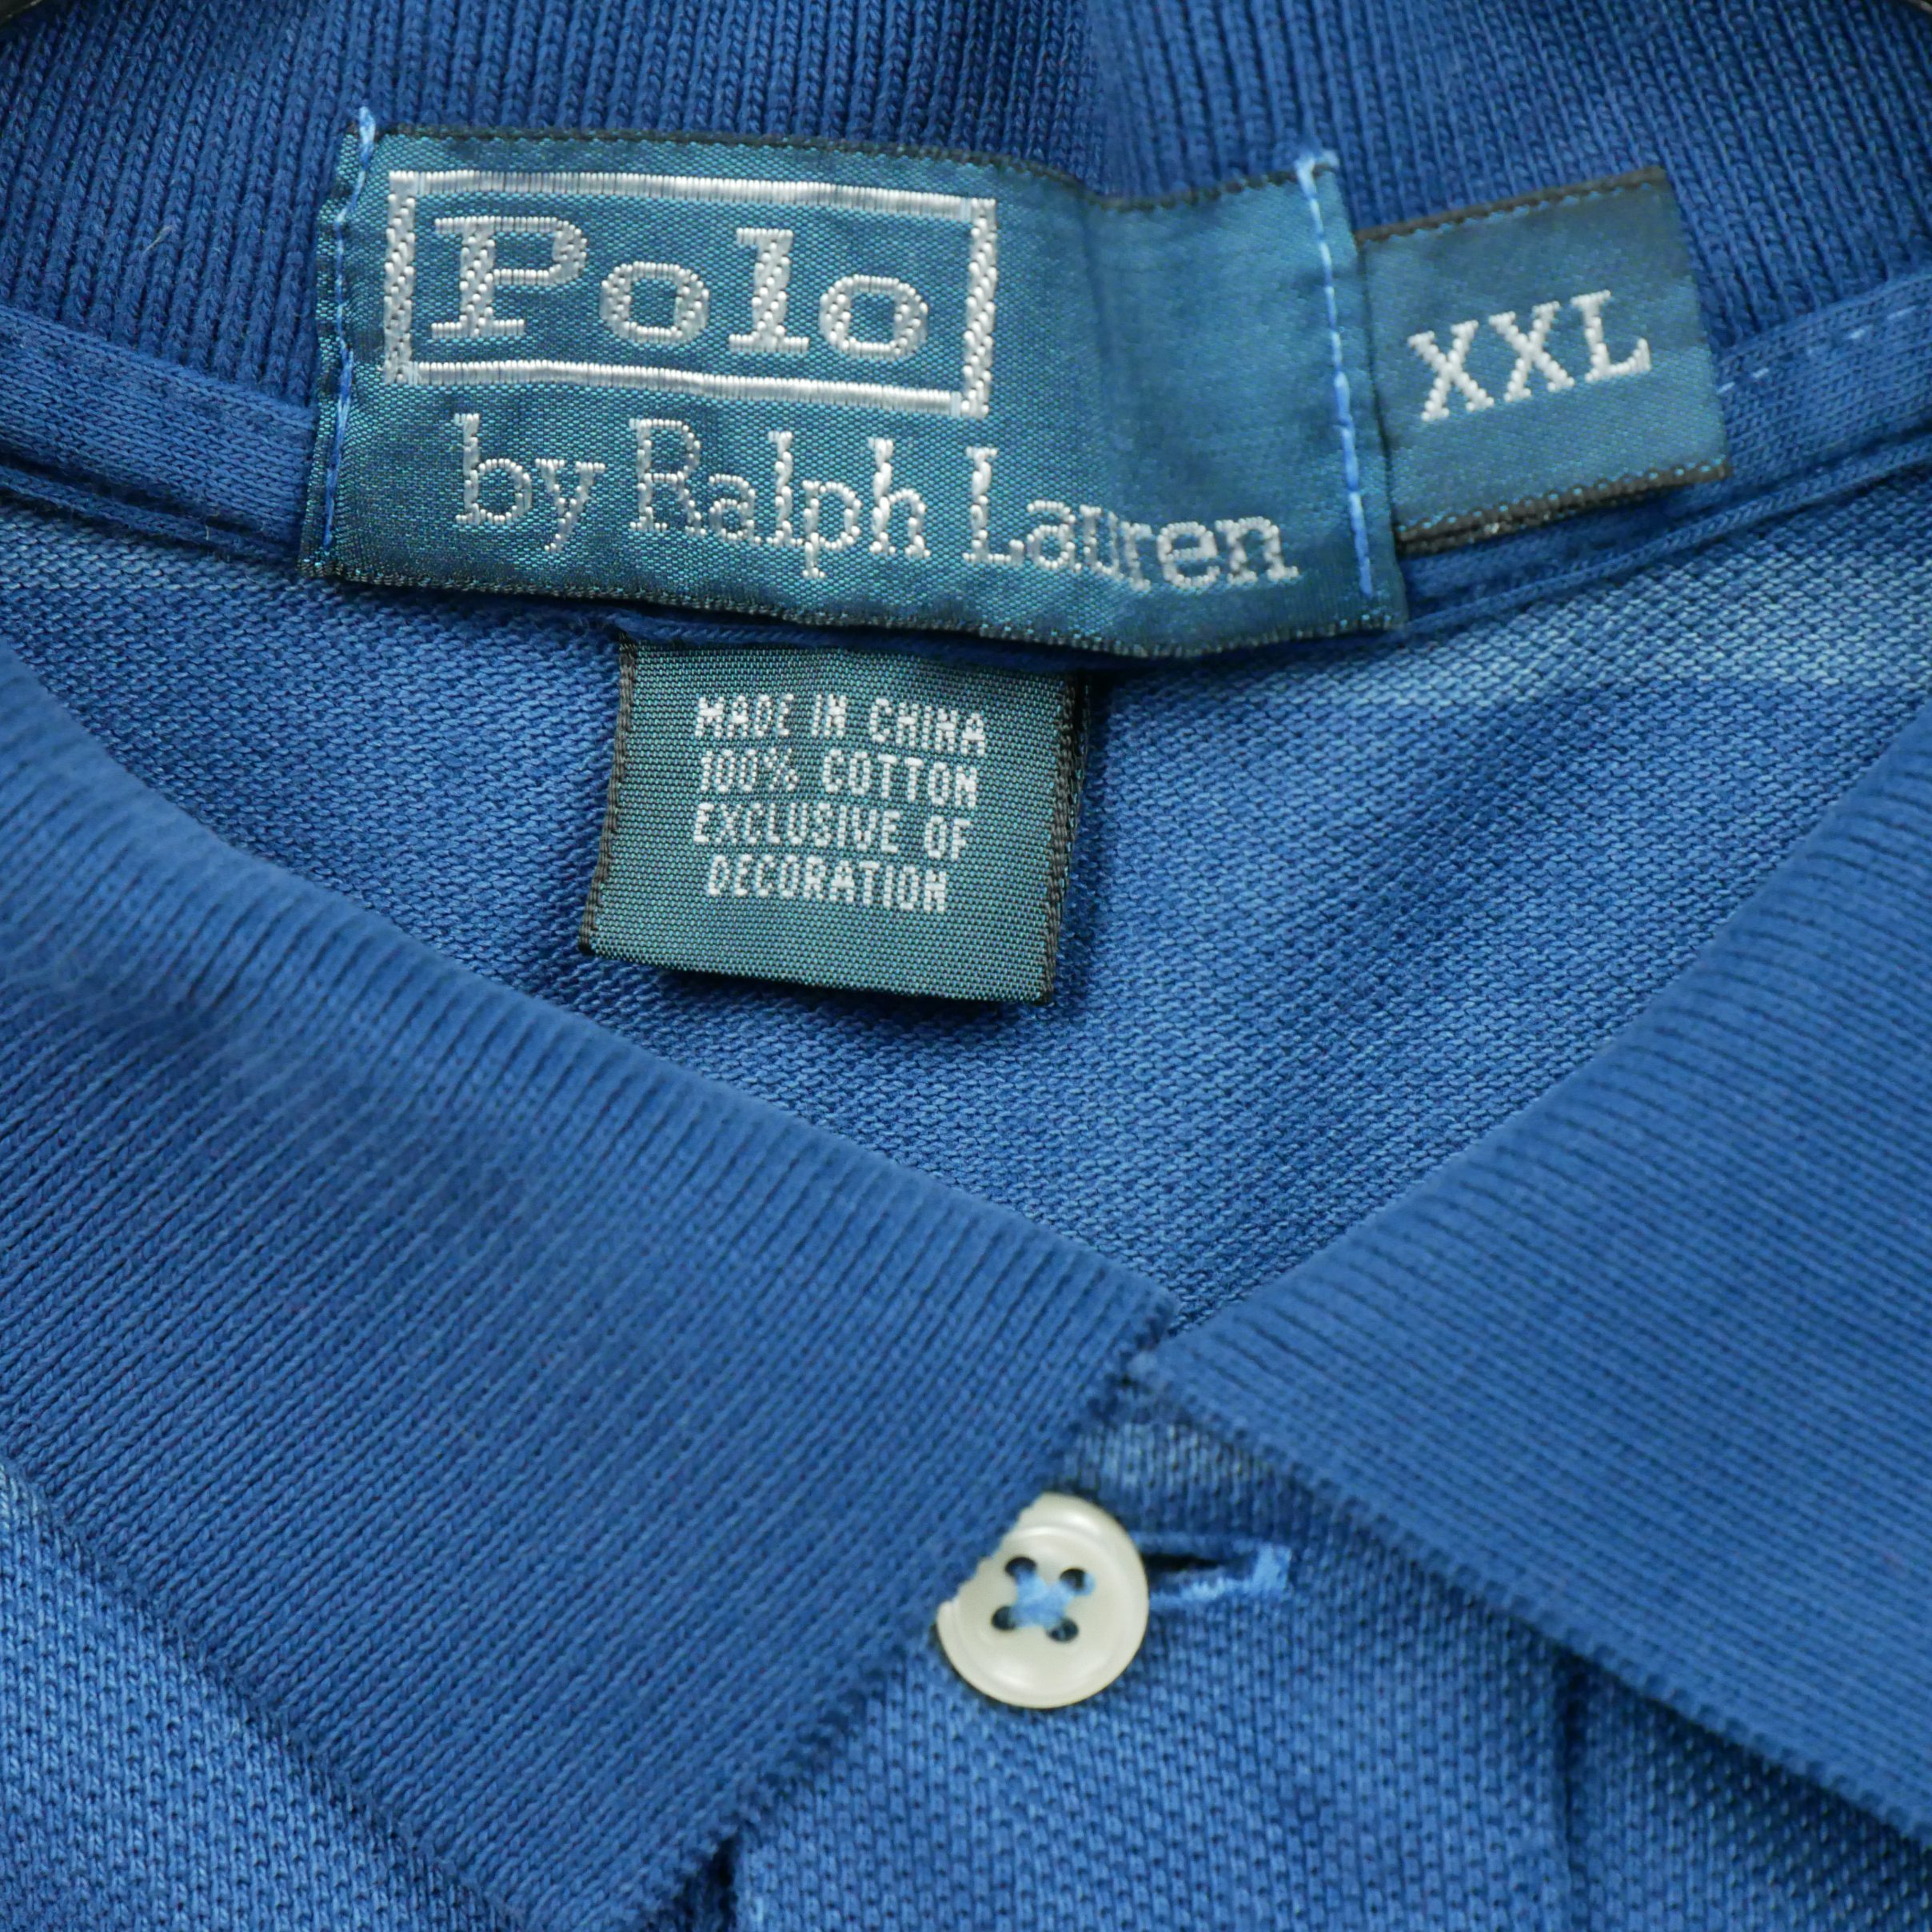 Polo
by Ralph Lauren
XXL
MADE IN CHINA
100% COTTON
EXCLUSIVE OF
DECORATION